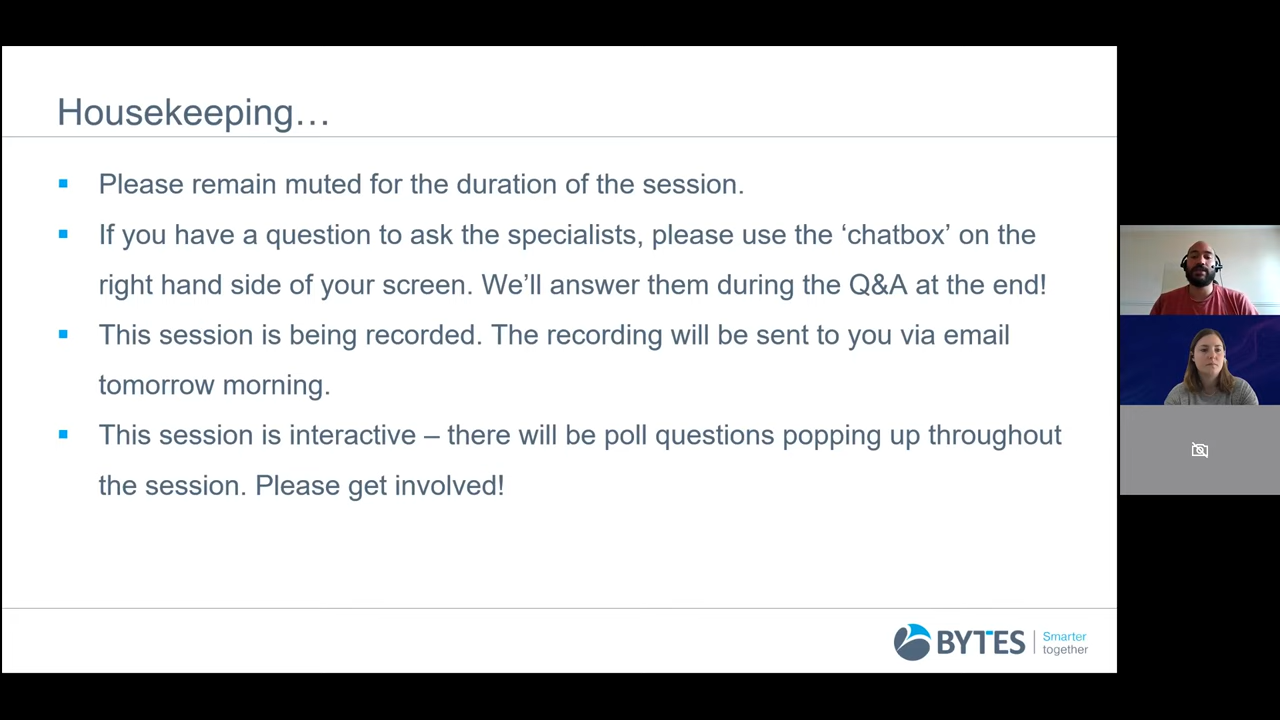 Housekeeping…
Please remain muted for the duration of the session.
If you have a question to ask the specialists, please use the ‘chatbox’ on the
right hand side of your screen. We’ll answer them during the Q&A at the end!
This session is being recorded. The recording will be sent to you via email
tomorrow morning.
This session is interactive – there will be poll questions popping up throughout
the session. Please get involved!
BYTES
Smarter
together